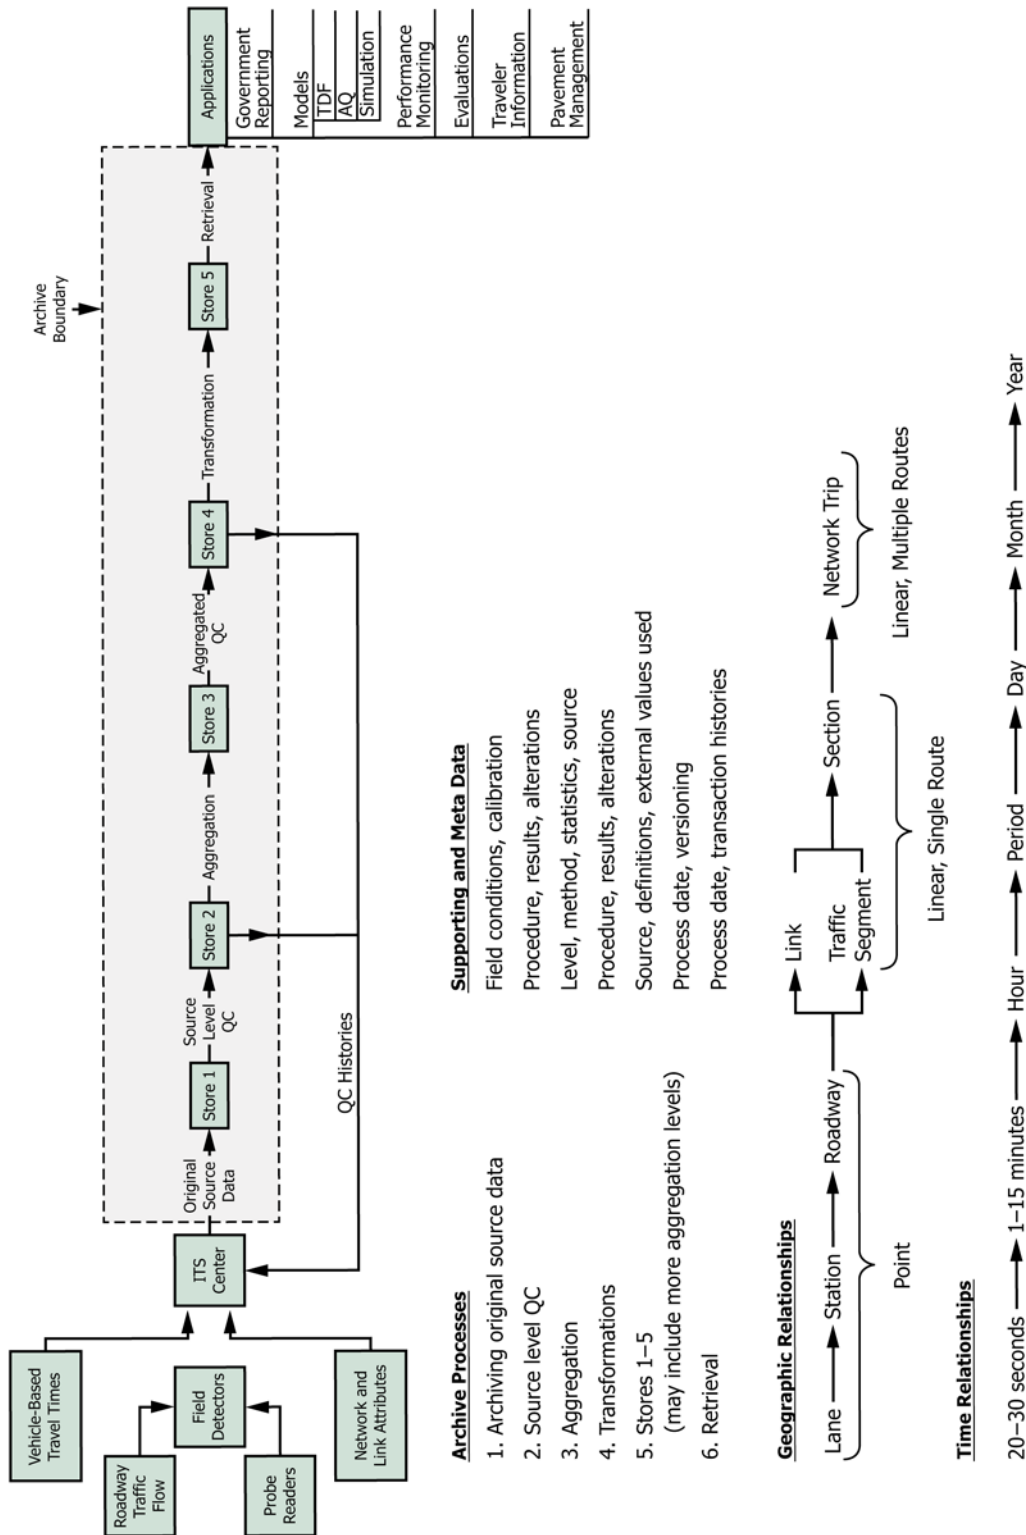 Vehicle-Based
Travel Times
Roadway
Traffic
Flow
Field
Detectors
Probe
Readers
Network and
Link Attributes
ITS
Center
Original
Source
Data
Store 1
Source
Level
QC
Store 2
Aggregation
Store 3
Aggregated
QC
Store 4
Transformation
Store 5
Retrieval
Archive
Boundary
QC Histories
Applications
Government
Reporting
Models
TDF
AQ
Simulation
Performance
Monitoring
Evaluations
Traveler
Information
Pavement
Management
Archive Processes
1. Archiving original source data
2. Source level QC
3. Aggregation
4. Transformations
5. Stores 1–5
(may include more aggregation levels)
6. Retrieval
Supporting and Meta Data
Field conditions, calibration
Procedure, results, alterations
Level, method, statistics, source
Procedure, results, alterations
Source, definitions, external values used
Process date, versioning
Process date, transaction histories
Geographic Relationships
Lane
Station
Roadway
Point
Link
Traffic
Segment
Section
Linear, Single Route
Network Trip
Linear, Multiple Routes
Time Relationships
20–30 seconds
1–15 minutes
Hour
Period
Day
Month
Year